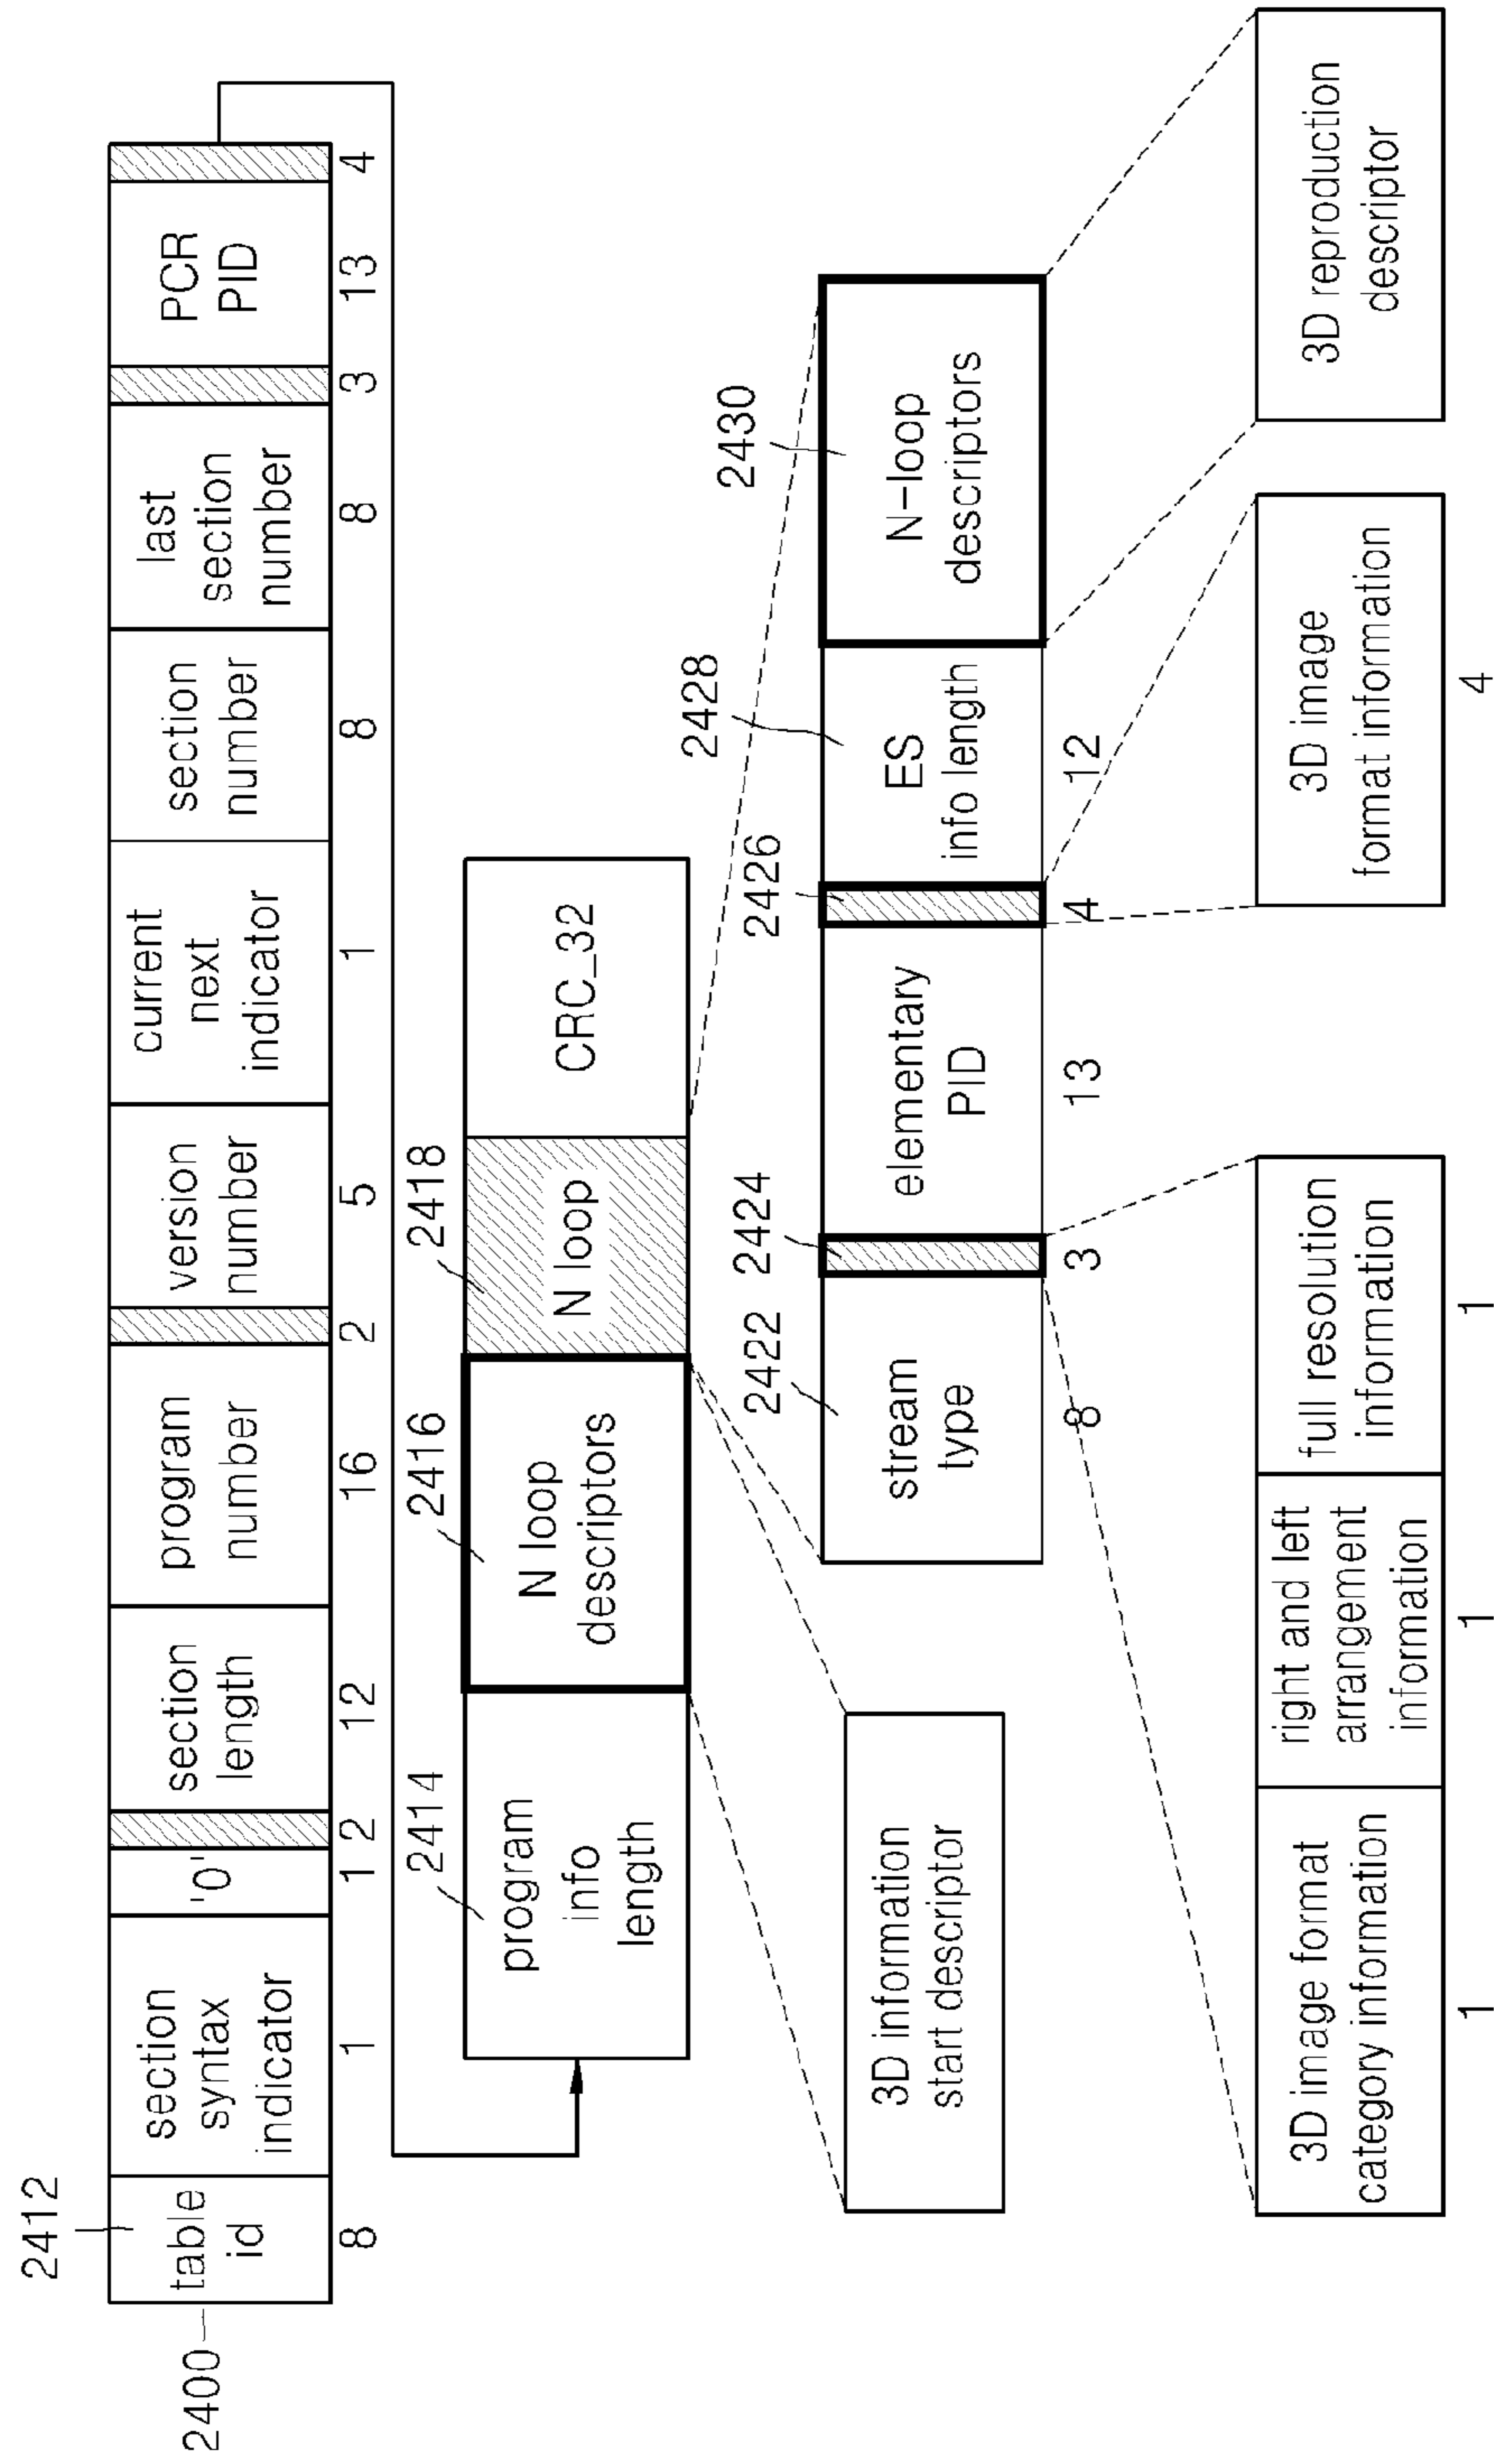 2412
2400
table
id
section
syntax
indicator
'0'
section
length
program
number
version
number
current
next
indicator
section
number
last
section
number
PCR
PID
8
1
1
2
12
16
2
5
1
8
8
3
13
4
2414
2416
2418
program
info
length
N loop
descriptors
N loop
CRC_32
3D information
start descriptor
2422
2424
2426
2428
2430
stream
type
elementary
PID
ES
info length
N-loop
descriptors
8
3
13
4
12
3D image format
category information
right and left
arrangement
information
full resolution
information
3D image
format information
3D reproduction
descriptor
1
1
1
4